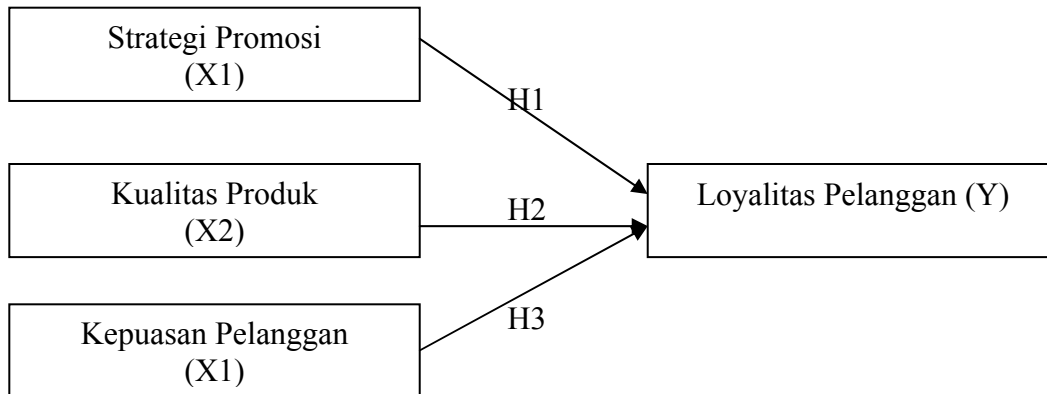 Strategi Promosi
(X1)
H1
Kualitas Produk
(X2)
H2
Loyalitas Pelanggan (Y)
Kepuasan Pelanggan
(X1)
H3